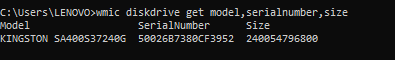 C:\Users\LENOVO>wmic diskdrive get model,serialnumber,size
Model SerialNumber Size
KINGSTON SA400S37240G 50026B7380CF3952 240054796800